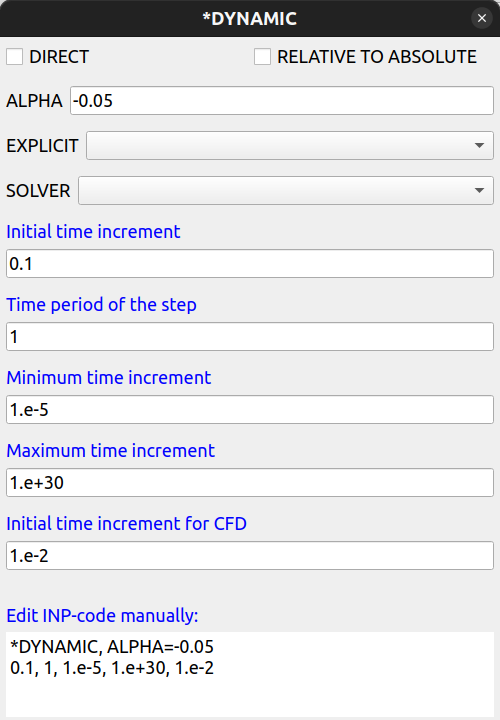 *DYNAMIC
DIRECT RELATIVE TO ABSOLUTE
ALPHA -0.05
EXPLICIT
SOLVER
Initial time increment
0.1
Time period of the step
1
Minimum time increment
1.e-5
Maximum time increment
1.e+30
Initial time increment for CFD
1.e-2
Edit INP-code manually:
*DYNAMIC, ALPHA=-0.05
0.1, 1, 1.e-5, 1.e+30, 1.e-2